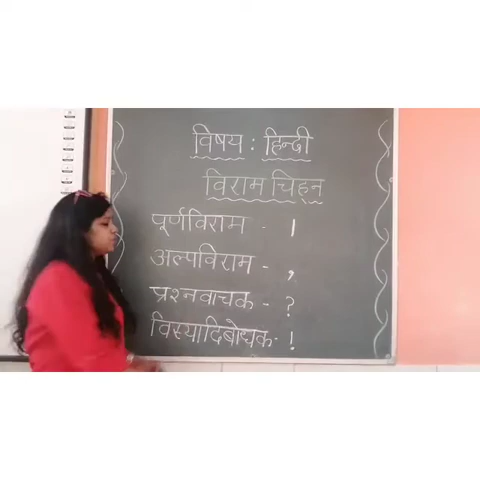 विषय : हिन्दी
विराम चिह्न
पूर्णविराम - ।
अल्पविराम - ,
प्रश्नवाचक - ?
विस्यादिबोधक - !